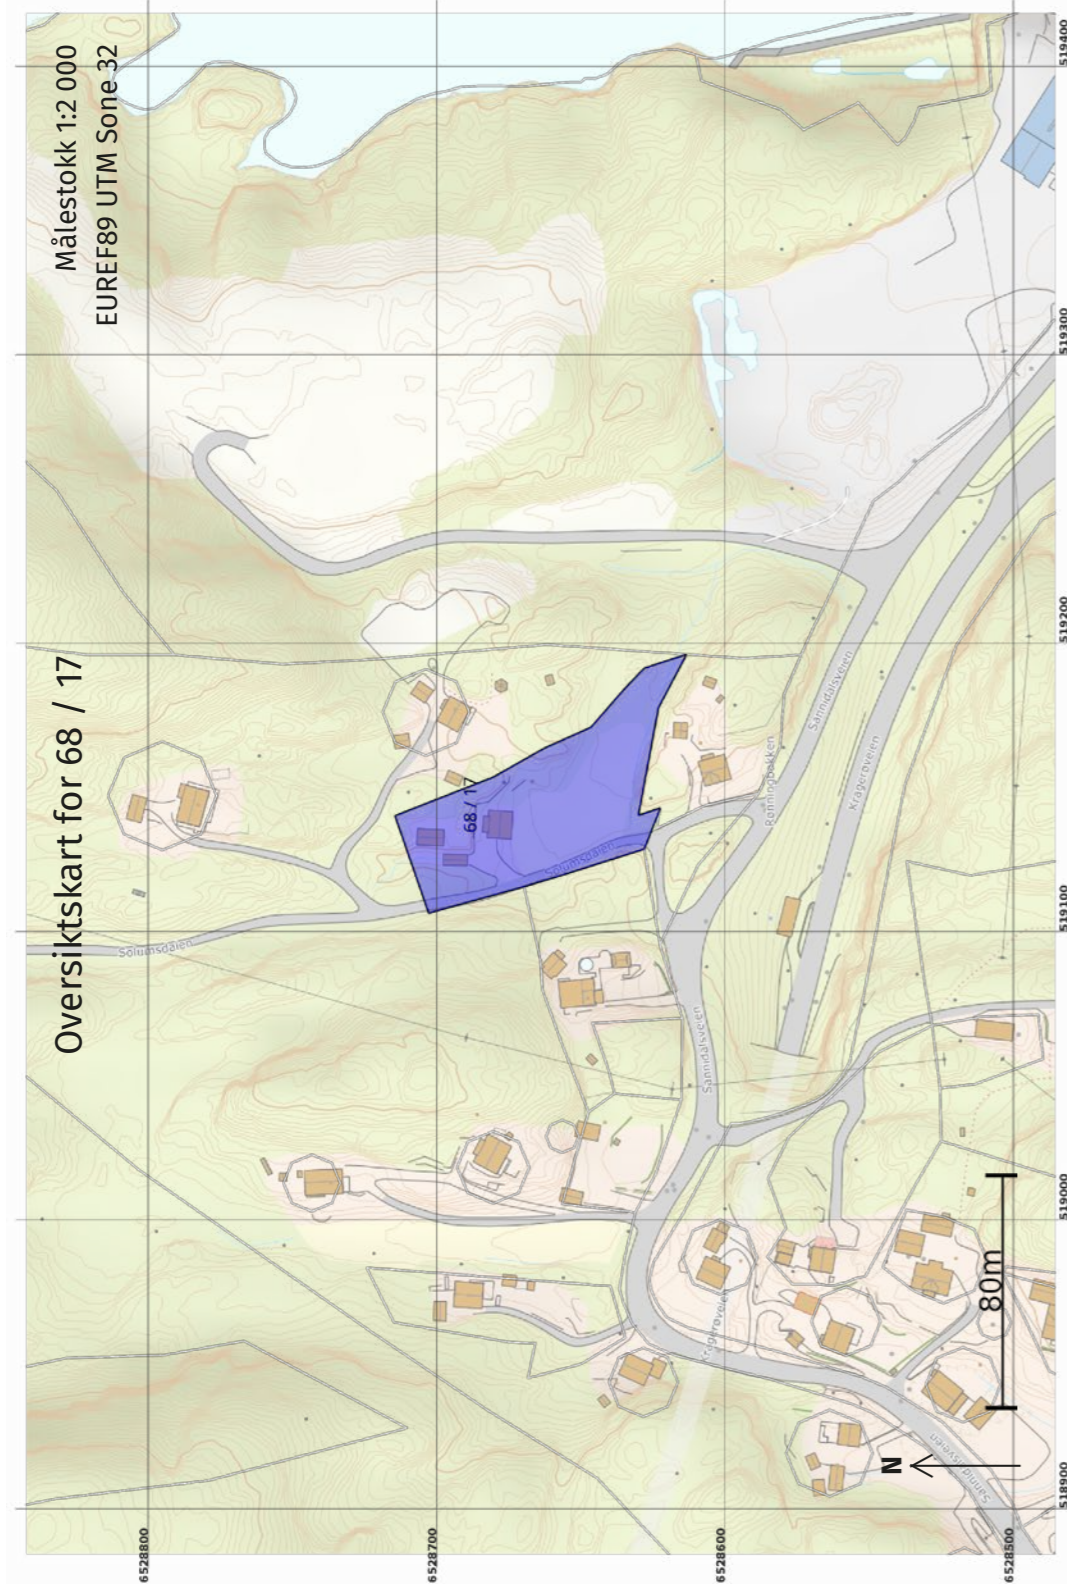 Oversiktskart for 68 / 17
Målestokk 1:2 000
EUREF89 UTM Sone 32
6528800
6528700
6528600
6528500
518900
519000
519100
519200
519300
519400
Solumsdalen
Solumsdalen
68 / 17
Rønningbakken
Sannidalsveien
Kragerøveien
Sannidalsveien
Kragerøveien
Sannidalsveien
80m
N